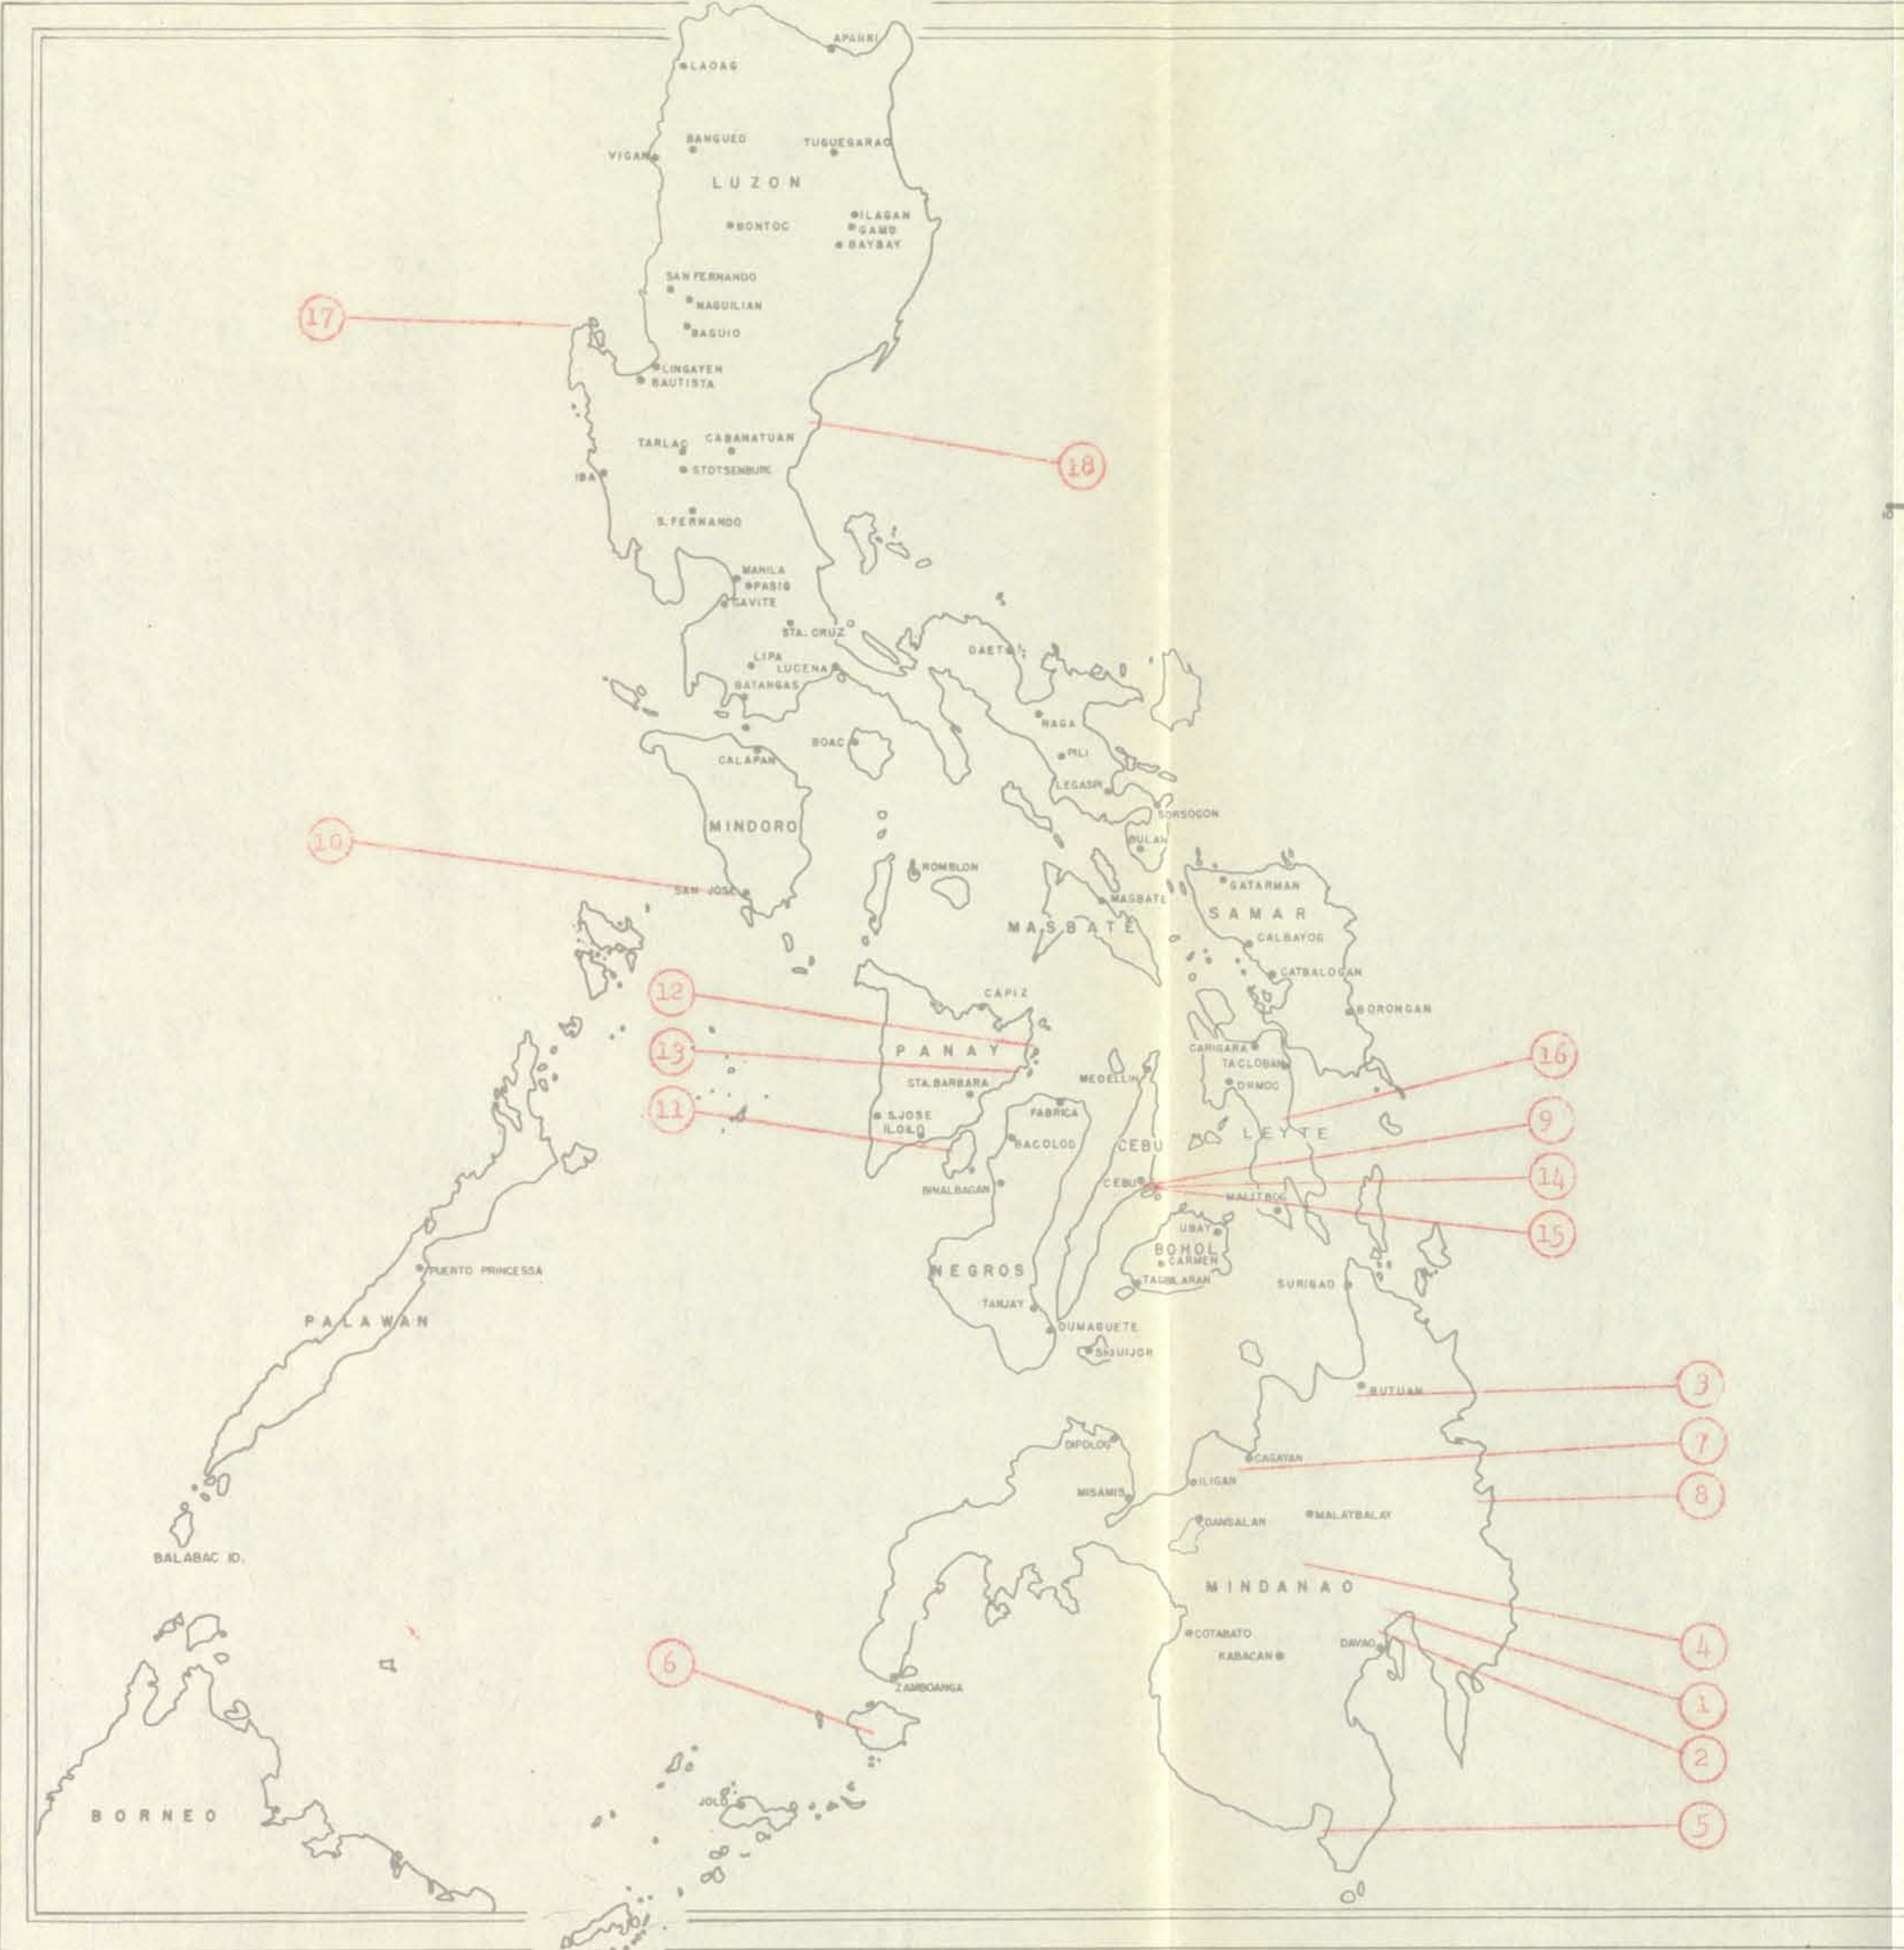 APARRI
LAOAG
BANGUED
TUGUEGARAO
VIGAN
LUZON
ILAGAN
BONTOC
GAMU
BAYBAY
SAN FERNANDO
NAGUILIAN
17
BAGUIO
LINGAYEN
BAUTISTA
TARLAC
CABANATUAN
18
STOTSENBURG
IBA
S. FERNANDO
MANILA
PASIG
CAVITE
STA. CRUZ
DAET
LIPA
LUCENA
BATANGAS
NAGA
BOAC
PILI
CALAPAN
LEGASPI
SORSOGON
MINDORO
10
BULAN
ROMBLON
SAN JOSE
CATARMAN
MASBATE
SAMAR
MASBATE
CALBAYOG
CATBALOGAN
12
CAPIZ
BORONGAN
13
PANAY
CARIGARA
16
TACLOBAN
MEDELLIN
STA. BARBARA
ORMOC
11
S.JOSE
FABRICA
ILOILO
9
LEYTE
BACOLOD
CEBU
14
BINALBAGAN
CEBU
MALITBOG
UBAY
15
BOHOL
CARMEN
PUERTO PRINCESSA
NEGROS
TAGBILARAN
SURIGAO
TANJAY
PALAWAN
DUMAGUETE
SIQUIJOR
3
BUTUAN
DIPOLOG
7
CAGAYAN
ILIGAN
MISAMIS
8
DANSALAN
MALAYBALAY
BALABAC ID.
MINDANAO
COTABATO
DAVAO
4
KABACAN
6
ZAMBOANGA
1
2
JOLO
BORNEO
5